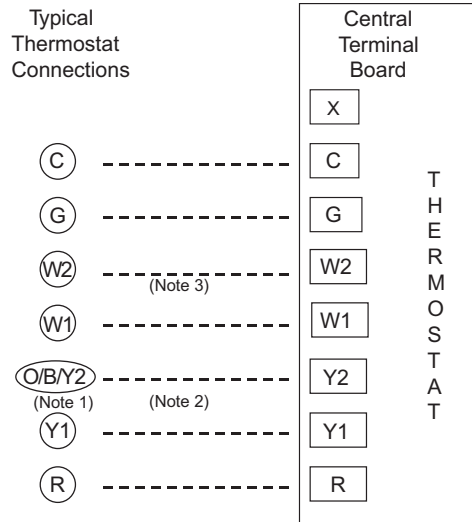 Typical
Thermostat
Connections
Central
Terminal
Board
X
C
C
G
G
W2
(Note 3)
W2
W1
W1
O/B/Y2
(Note 1)
(Note 2)
Y2
Y1
Y1
R
R
THERMOSTAT